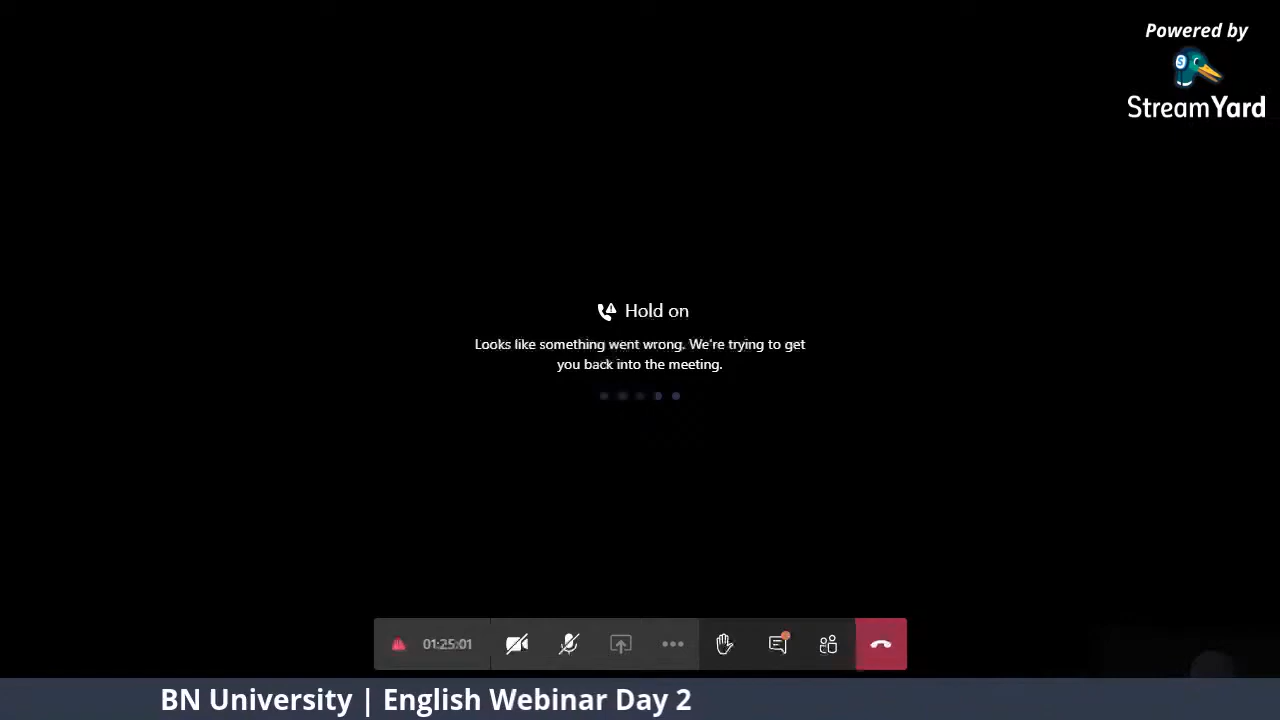 Powered by
StreamYard
Hold on
Looks like something went wrong. We're trying to get
you back into the meeting.
01:25:01
BN University | English Webinar Day 2